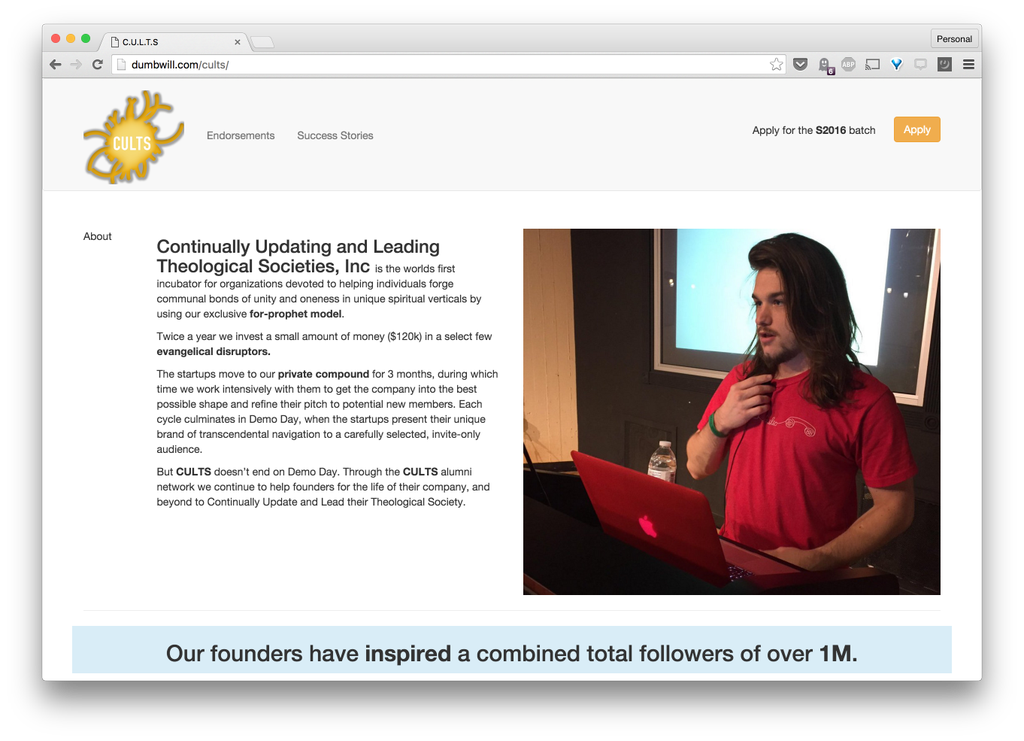 C.U.L.T.S
Personal
dumbwill.com/cults/
6
ABP
CULTS
Endorsements
Success Stories
Apply for the S2016 batch
Apply
About
Continually Updating and Leading
Theological Societies, Inc is the worlds first
incubator for organizations devoted to helping individuals forge
communal bonds of unity and oneness in unique spiritual verticals by
using our exclusive for-prophet model.
Twice a year we invest a small amount of money ($120k) in a select few
evangelical disruptors.
The startups move to our private compound for 3 months, during which
time we work intensively with them to get the company into the best
possible shape and refine their pitch to potential new members. Each
cycle culminates in Demo Day, when the startups present their unique
brand of transcendental navigation to a carefully selected, invite-only
audience.
But CULTS doesn't end on Demo Day. Through the CULTS alumni
network we continue to help founders for the life of their company, and
beyond to Continually Update and Lead their Theological Society.
Our founders have inspired a combined total followers of over 1M.